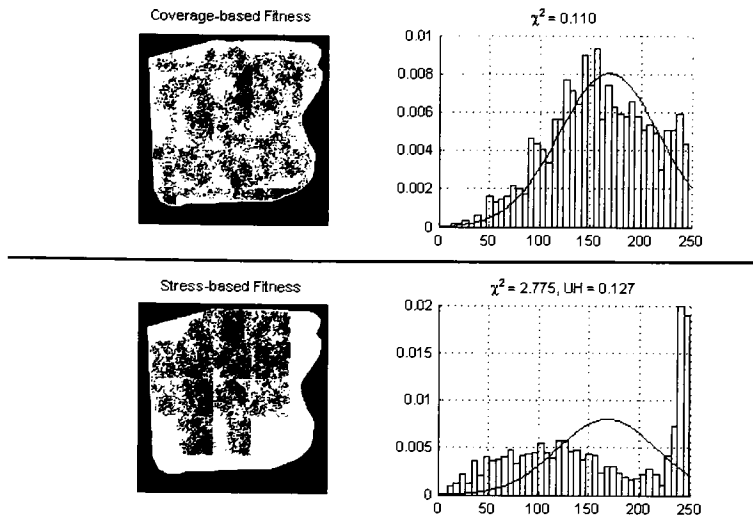 Coverage-based Fitness
χ² = 0.110
0.01
0.008
0.006
0.004
0.002
0
0 50 100 150 200 250
Stress-based Fitness
χ² = 2.775, UH = 0.127
0.02
0.015
0.01
0.005
0
0 50 100 150 200 250